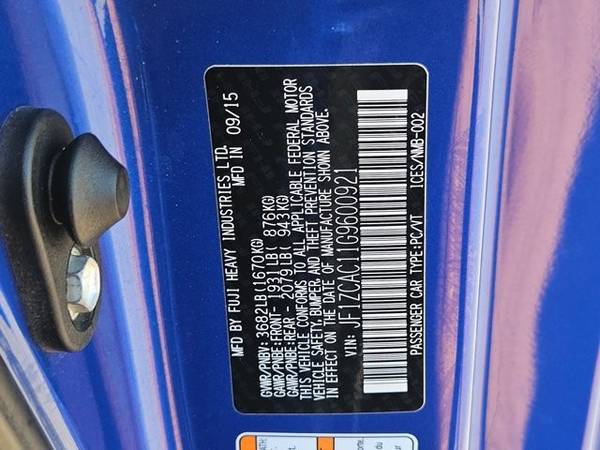 MFD BY FUJI HEAVY INDUSTRIES LTD.
MFD IN 09/15
GVWR/PNBV:3682LB(1670KG)
GAWR/PNBE:FRONT- 1931LB( 876KG)
GAWR/PNBE:REAR - 2079LB( 943KG)
THIS VEHICLE CONFORMS TO ALL APPLICABLE FEDERAL MOTOR
VEHICLE SAFETY,BUMPER,AND THEFT PREVENTION STANDARDS
IN EFFECT ON THE DATE OF MANUFACTURE SHOWN ABOVE.
VIN: JF1ZCAC11G9600921
PASSENGER CAR TYPE:PC/VT ICES/NMB-002